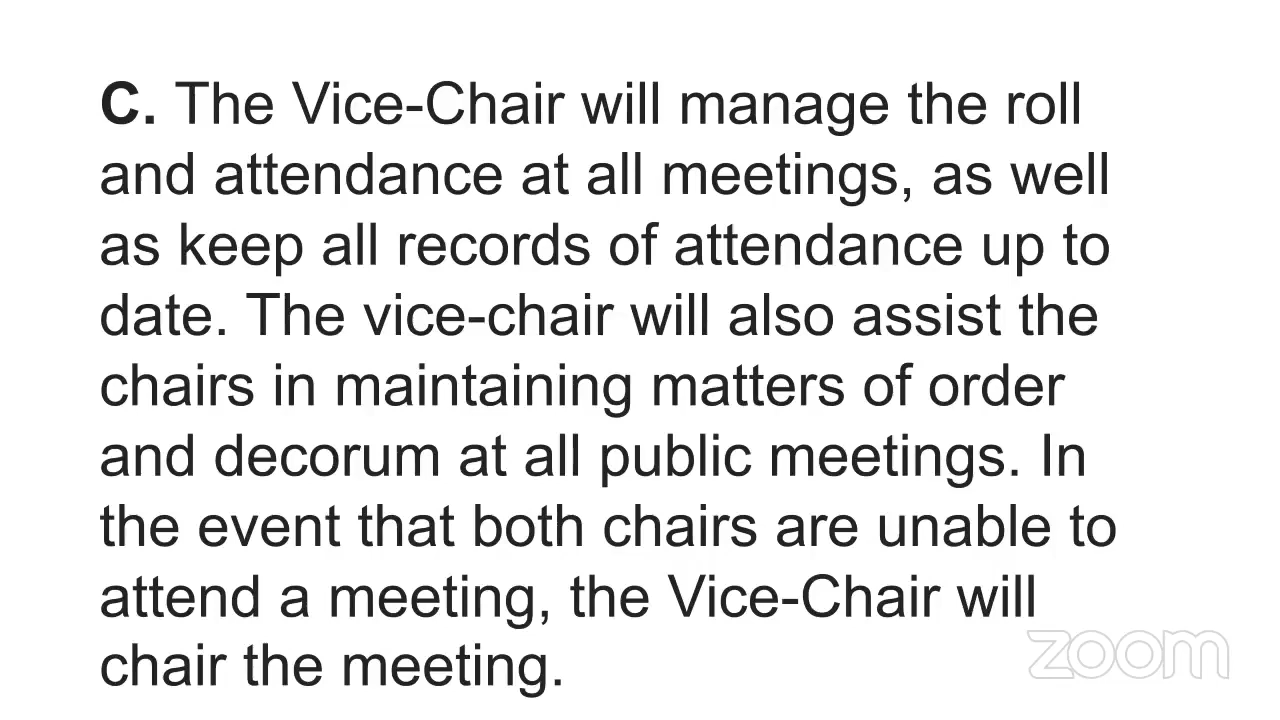 C. The Vice-Chair will manage the roll
and attendance at all meetings, as well
as keep all records of attendance up to
date. The vice-chair will also assist the
chairs in maintaining matters of order
and decorum at all public meetings. In
the event that both chairs are unable to
attend a meeting, the Vice-Chair will
chair the meeting.
zoom